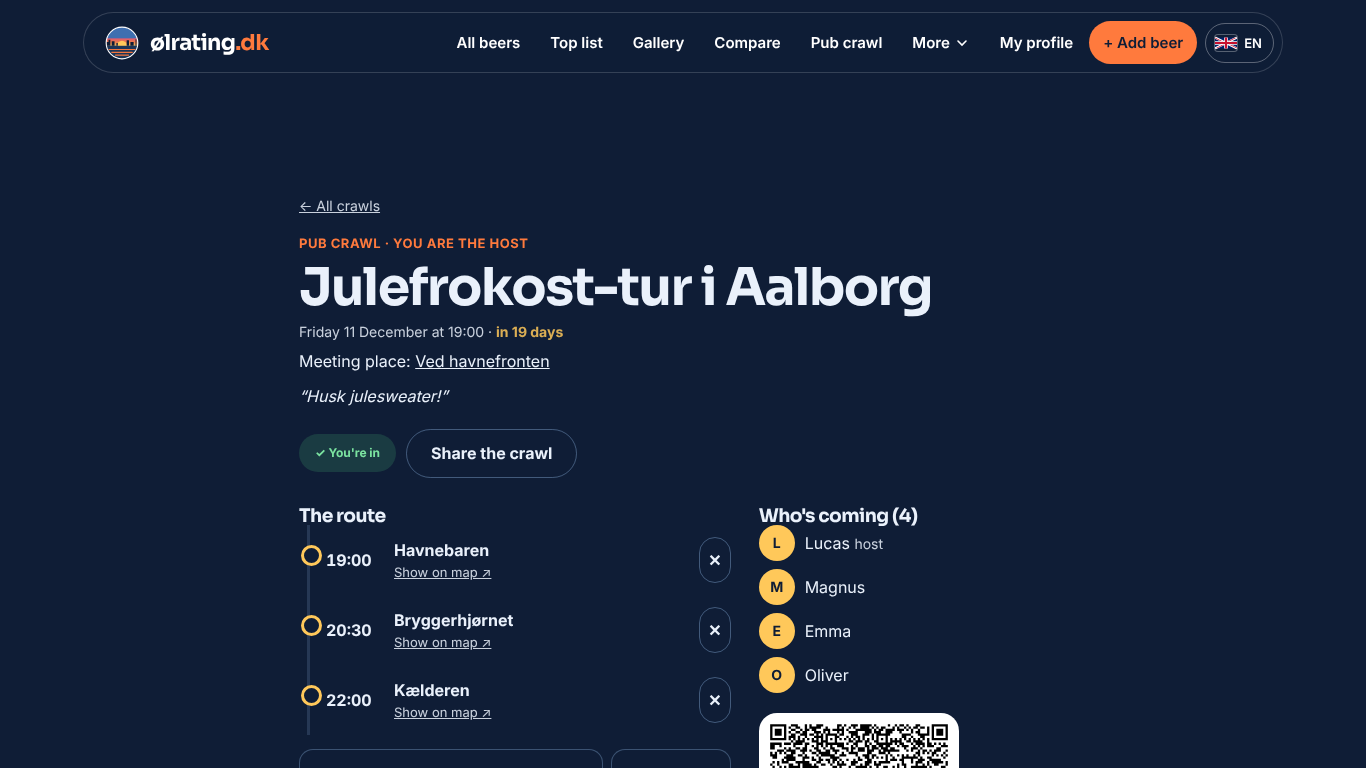 ølrating.dk
All beers
Top list
Gallery
Compare
Pub crawl
More
My profile
+ Add beer
EN
← All crawls
PUB CRAWL · YOU ARE THE HOST
Julefrokost-tur i Aalborg
Friday 11 December at 19:00 · in 19 days
Meeting place: Ved havnefronten
“Husk julesweater!”
✓ You're in
Share the crawl
The route
19:00
Havnebaren
Show on map ↗
✕
20:30
Bryggerhjørnet
Show on map ↗
✕
22:00
Kælderen
Show on map ↗
✕
Who's coming (4)
L
Lucas host
M
Magnus
E
Emma
O
Oliver